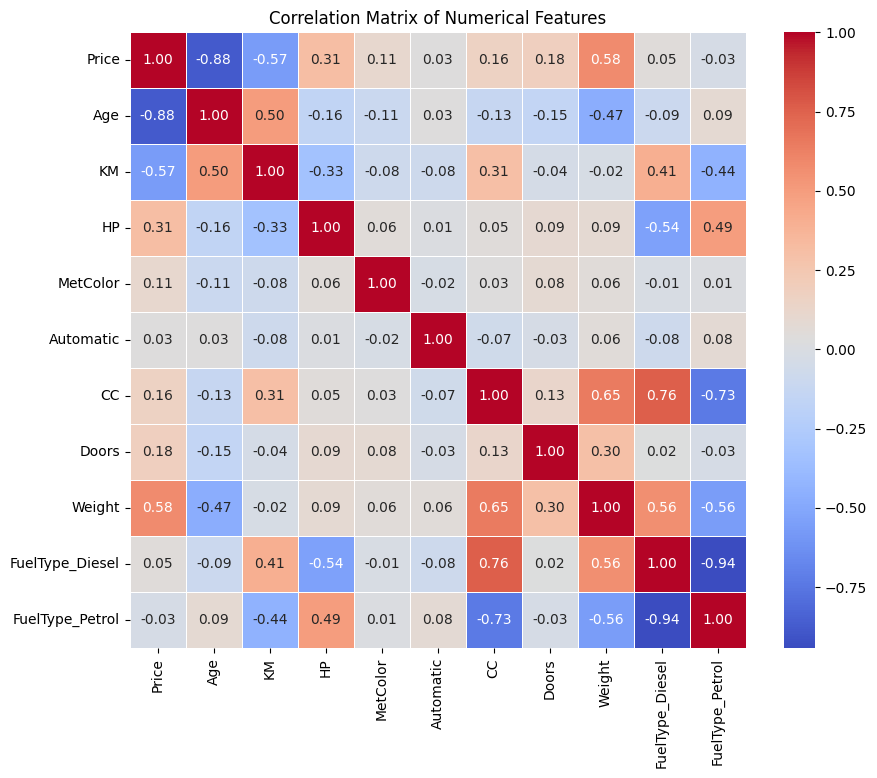 Correlation Matrix of Numerical Features
Price 1.00 -0.88 -0.57 0.31 0.11 0.03 0.16 0.18 0.58 0.05 -0.03
Age -0.88 1.00 0.50 -0.16 -0.11 0.03 -0.13 -0.15 -0.47 -0.09 0.09
KM -0.57 0.50 1.00 -0.33 -0.08 -0.08 0.31 -0.04 -0.02 0.41 -0.44
HP 0.31 -0.16 -0.33 1.00 0.06 0.01 0.05 0.09 0.09 -0.54 0.49
MetColor 0.11 -0.11 -0.08 0.06 1.00 -0.02 0.03 0.08 0.06 -0.01 0.01
Automatic 0.03 0.03 -0.08 0.01 -0.02 1.00 -0.07 -0.03 0.06 -0.08 0.08
CC 0.16 -0.13 0.31 0.05 0.03 -0.07 1.00 0.13 0.65 0.76 -0.73
Doors 0.18 -0.15 -0.04 0.09 0.08 -0.03 0.13 1.00 0.30 0.02 -0.03
Weight 0.58 -0.47 -0.02 0.09 0.06 0.06 0.65 0.30 1.00 0.56 -0.56
FuelType_Diesel 0.05 -0.09 0.41 -0.54 -0.01 -0.08 0.76 0.02 0.56 1.00 -0.94
FuelType_Petrol -0.03 0.09 -0.44 0.49 0.01 0.08 -0.73 -0.03 -0.56 -0.94 1.00
Price Age KM HP MetColor Automatic CC Doors Weight FuelType_Diesel FuelType_Petrol
1.00
0.75
0.50
0.25
0.00
-0.25
-0.50
-0.75